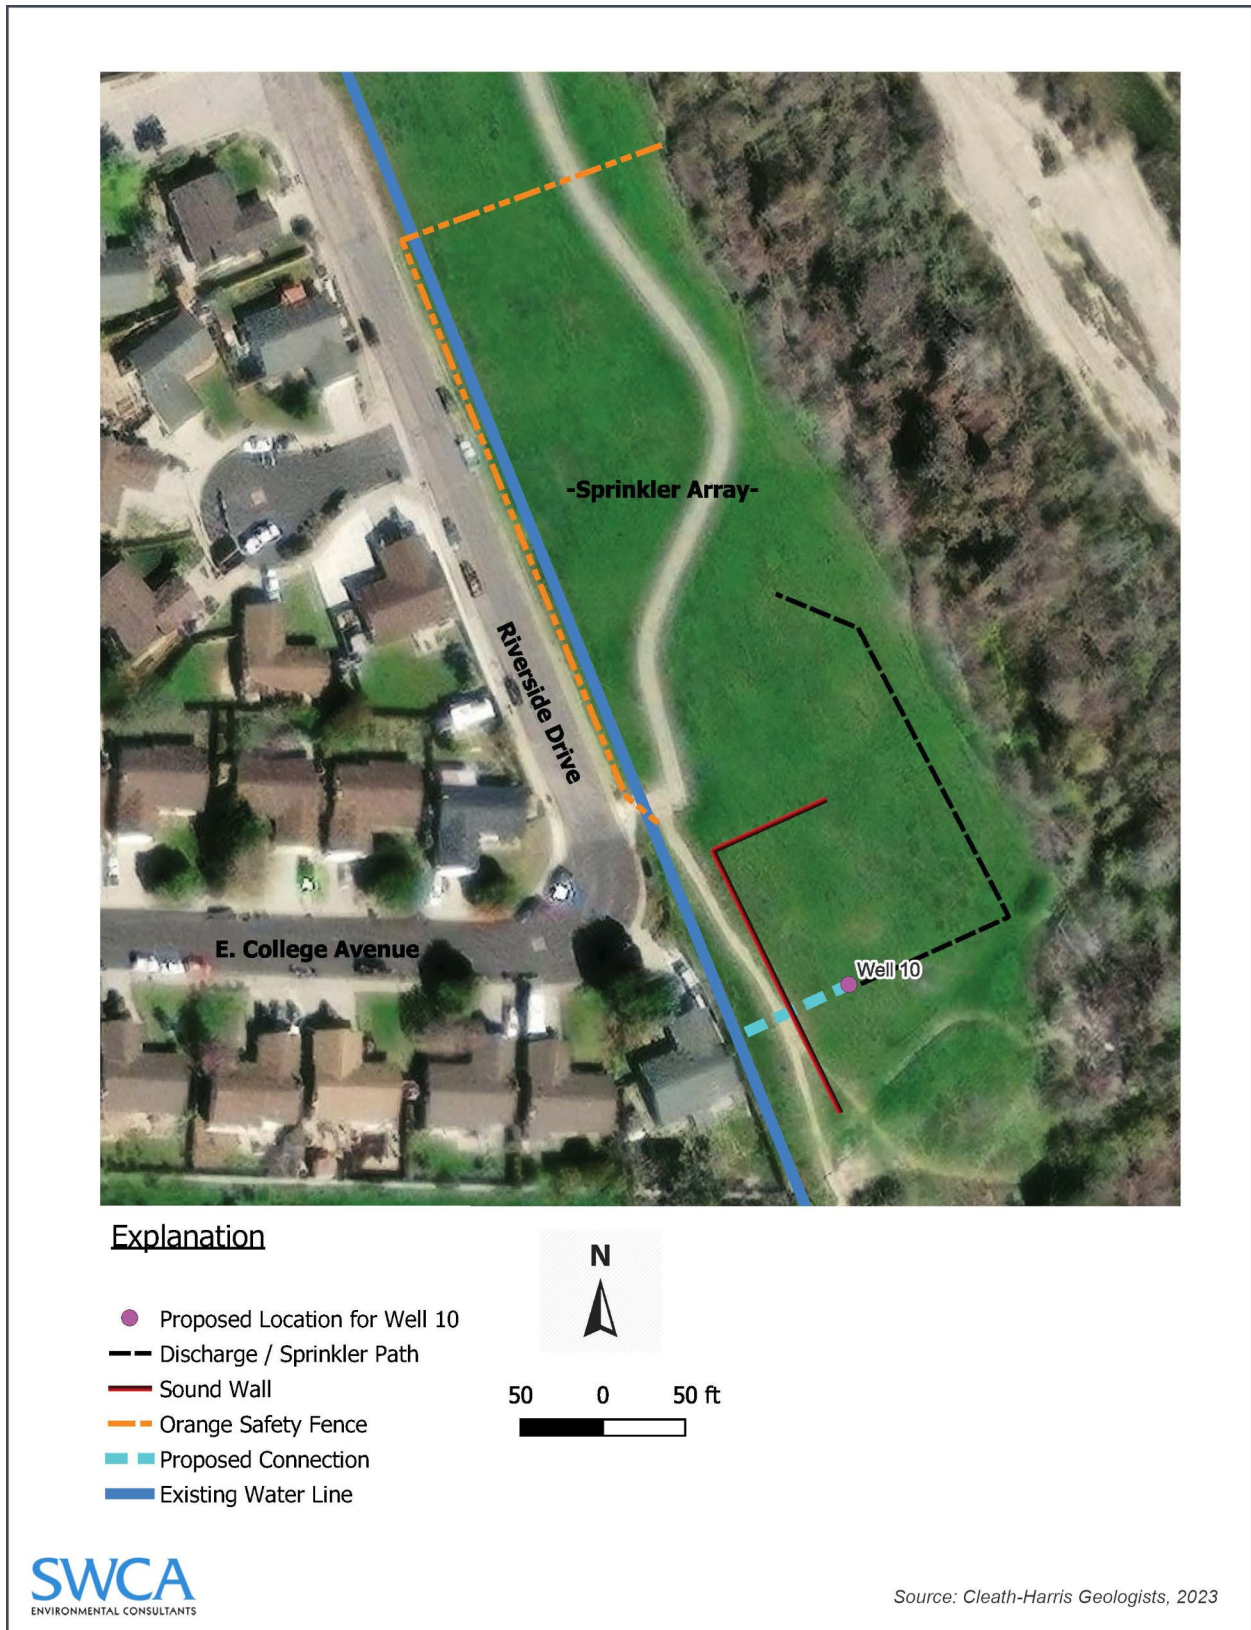 -Sprinkler Array-
Riverside Drive
E. College Avenue
Well 10
Explanation
N
Proposed Location for Well 10
Discharge / Sprinkler Path
Sound Wall
50 0 50 ft
Orange Safety Fence
Proposed Connection
Existing Water Line
SWCA
ENVIRONMENTAL CONSULTANTS
Source: Cleath-Harris Geologists, 2023